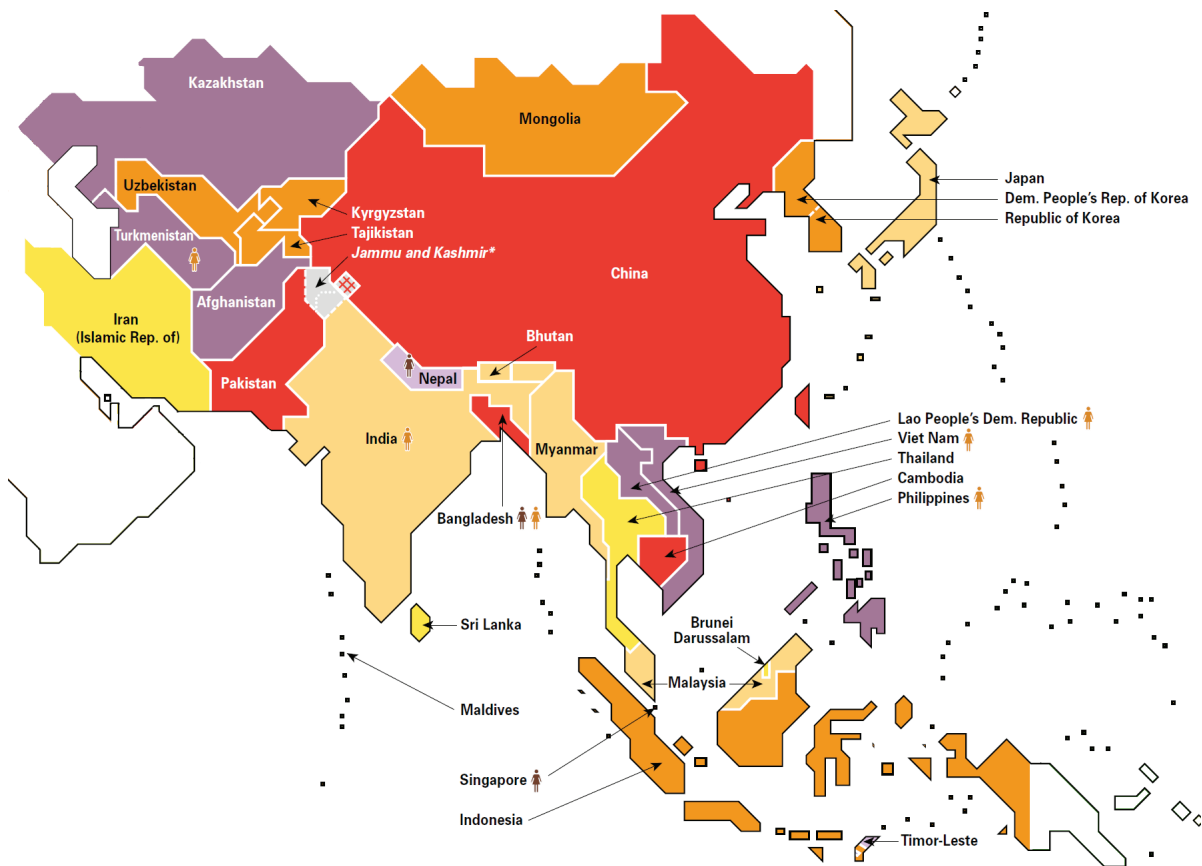 Kazakhstan
Mongolia
Uzbekistan
Japan
Dem. People's Rep. of Korea
Kyrgyzstan
Republic of Korea
Turkmenistan
Tajikistan
Jammu and Kashmir*
China
Afghanistan
Iran
(Islamic Rep. of)
Bhutan
Pakistan
Nepal
Lao People's Dem. Republic
India
Myanmar
Viet Nam
Thailand
Cambodia
Philippines
Bangladesh
Sri Lanka
Brunei
Darussalam
Malaysia
Maldives
Singapore
Indonesia
Timor-Leste